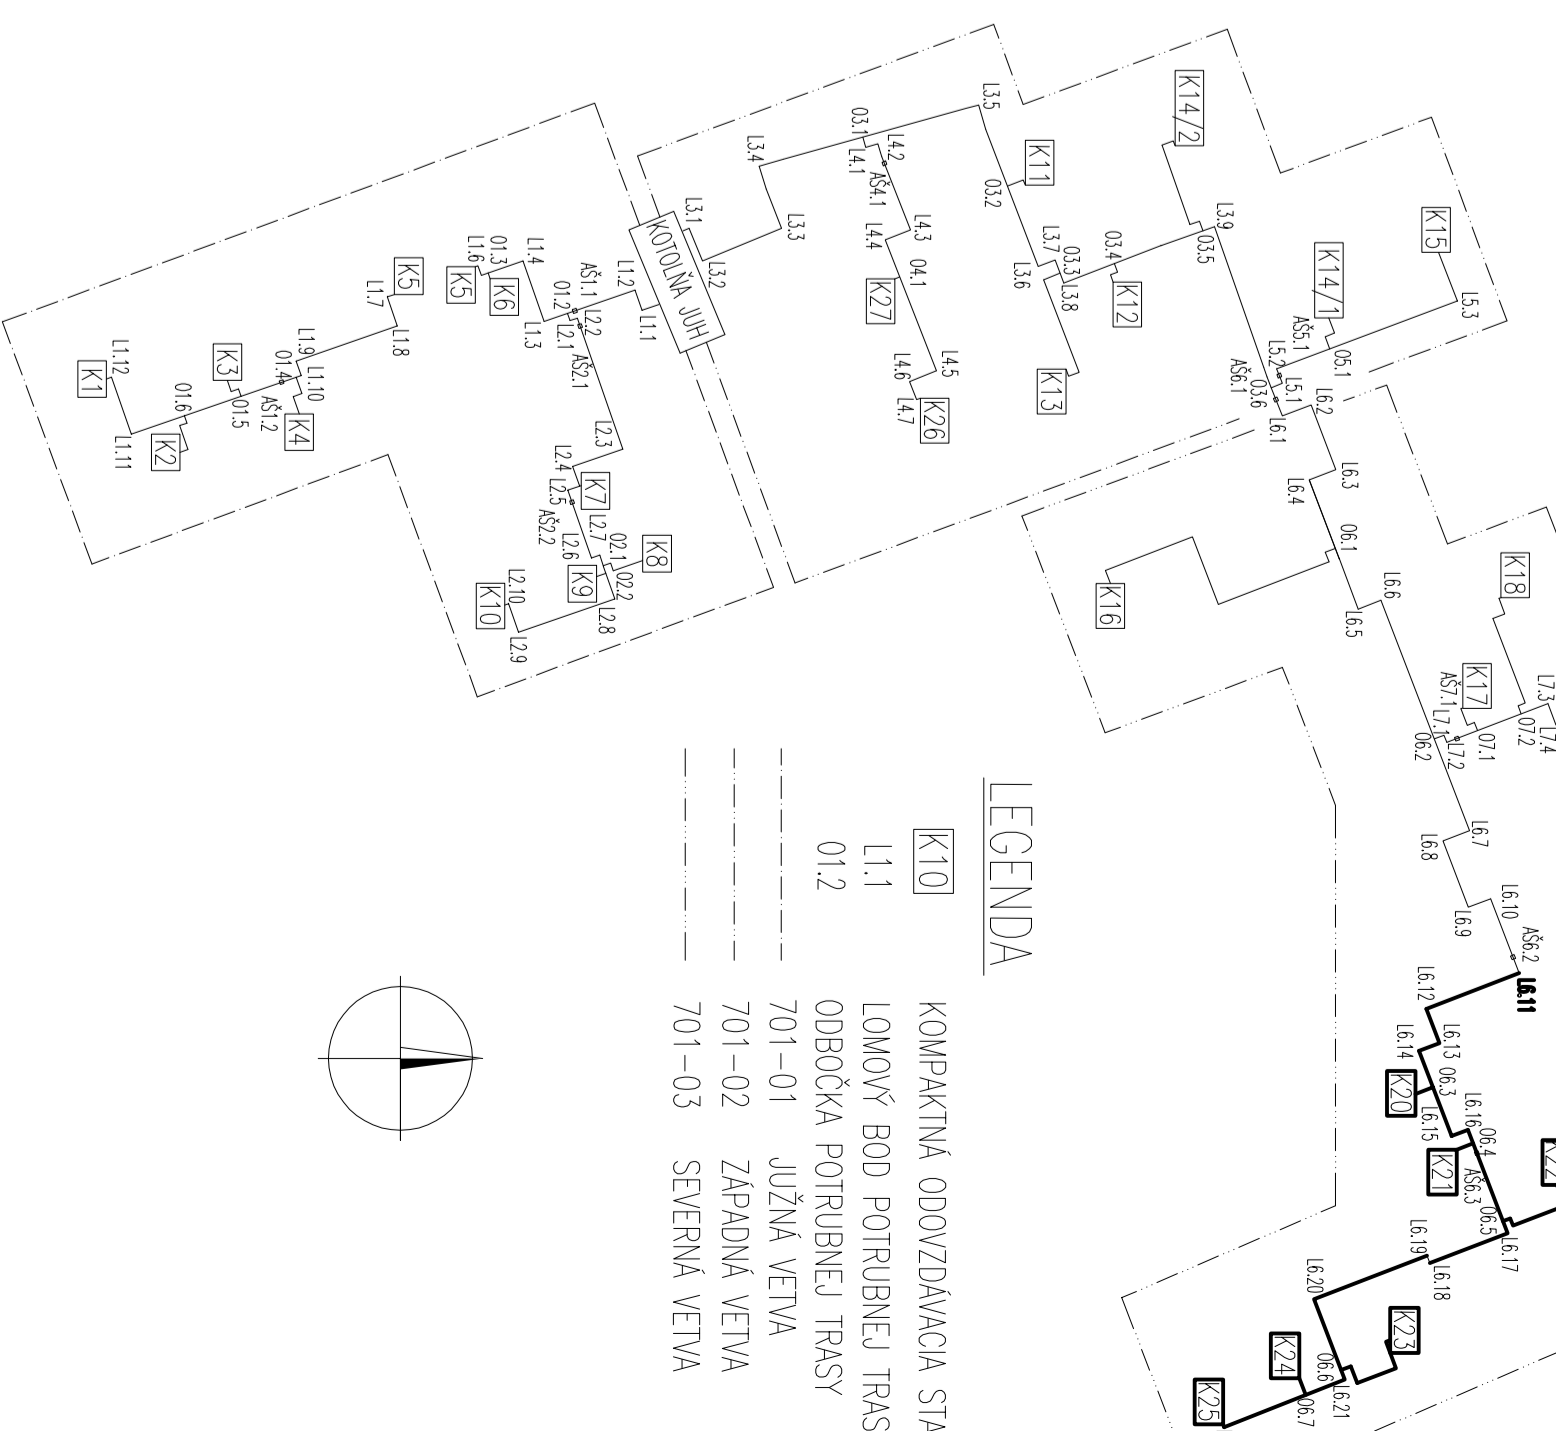 LEGENDA
K10 KOMPAKTNÁ ODOVZDÁVACIA STA
L1.1 LOMOVÝ BOD POTRUBNEJ TRAS
01.2 ODBOČKA POTRUBNEJ TRASY
701-01 JUŽNÁ VETVA
701-02 ZÁPADNÁ VETVA
701-03 SEVERNÁ VETVA
KOTOLŇA JUH
L1.1
L1.2
AŠ1.1
01.2
L1.3
L1.4
01.3
L1.6
K5
K6
K5
L1.7
L1.8
L1.9
L1.10
01.4
AŠ1.2
K4
K3
01.5
01.6
K2
L1.11
L1.12
K1
L2.1
L2.2
AŠ2.1
L2.3
L2.4
K7
L2.5
AŠ2.2
L2.6
L2.7
02.1
K8
K9
02.2
L2.8
L2.9
L2.10
K10
L3.1
L3.2
L3.3
L3.4
03.1
L3.5
K11
03.2
L3.6
L3.7
03.3
L3.8
K13
K12
03.4
03.5
L3.9
K14/2
03.6
L4.1
L4.2
AŠ4.1
L4.3
L4.4
04.1
K27
L4.5
L4.6
L4.7
K26
L5.1
L5.2
AŠ5.1
05.1
K14/1
L5.3
K15
AŠ6.1
L6.1
L6.2
L6.3
L6.4
06.1
K16
L6.5
L6.6
06.2
L6.7
L6.8
L6.9
L6.10
AŠ6.2
L6.11
L6.12
L6.13
L6.14
06.3
K20
L6.15
L6.16
06.4
K21
AŠ6.3
06.5
K22
L6.17
L6.18
L6.19
L6.20
K23
06.6
L6.21
K24
06.7
K25
L7.1
L7.2
AŠ7.1
K17
07.1
07.2
K18
L7.3
L7.4